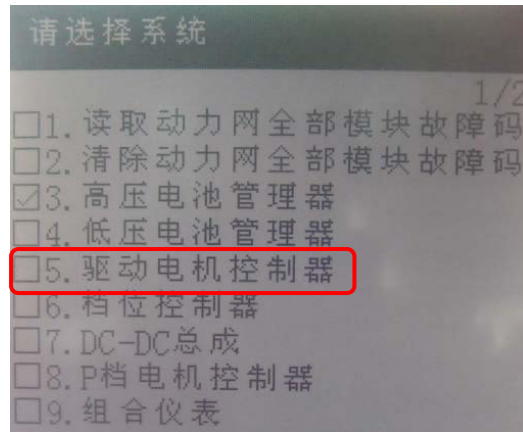 请选择系统
1/2
□1.读取动力网全部模块故障码
□2.清除动力网全部模块故障码
☑3.高压电池管理器
□4.低压电池管理器
□5.驱动电机控制器
□6.档位控制器
□7.DC-DC总成
□8.P档电机控制器
□9.组合仪表